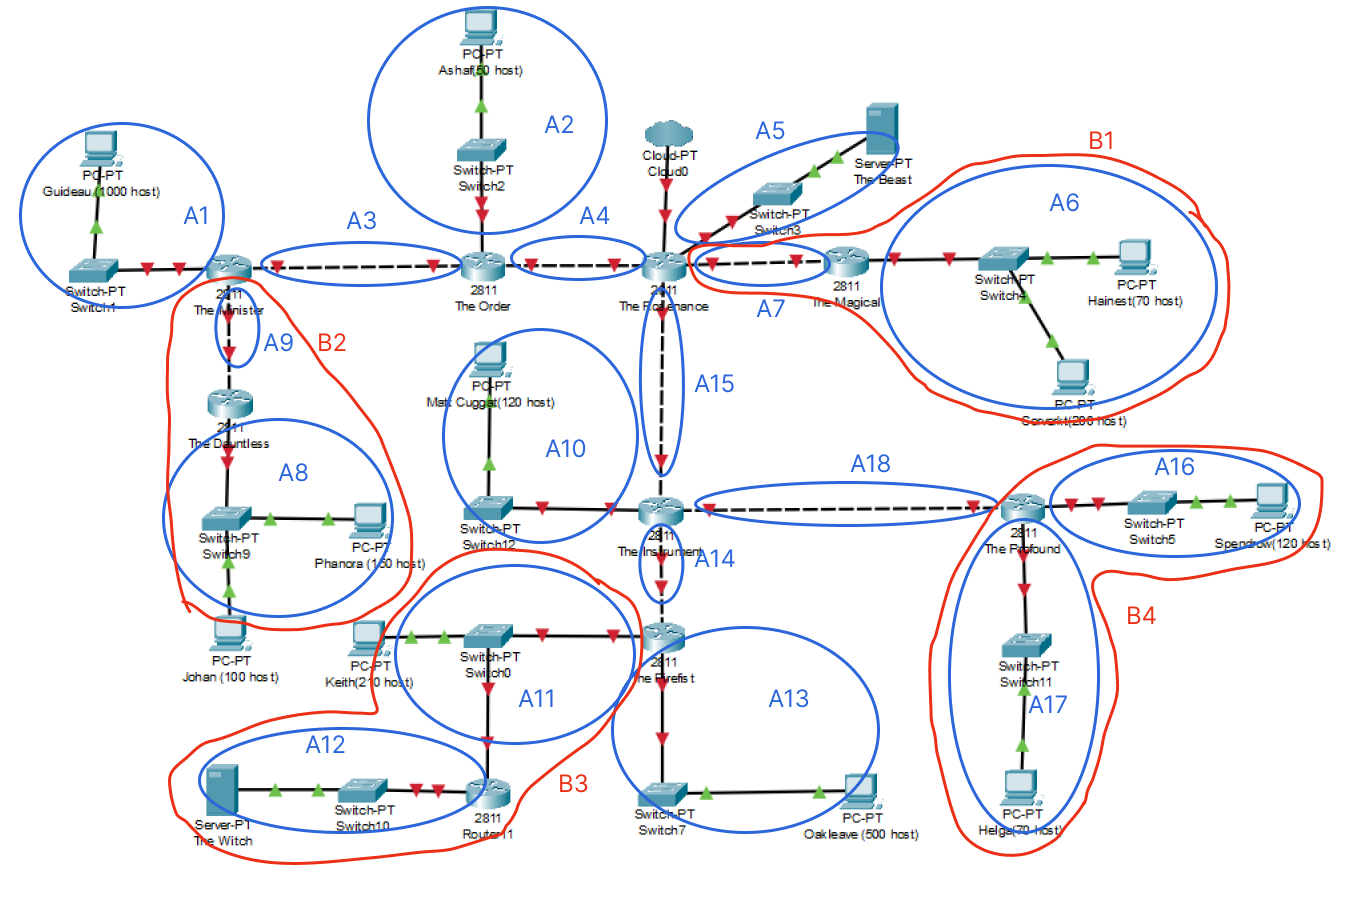 PC-PT
Ashaf(50 host)
A2
Switch-PT
Switch2
PC-PT
Guideau (1000 host)
A1
Switch-PT
Switch1
A3
A4
Cloud-PT
Cloud0
A5
Server-PT
The Beast
Switch-PT
Switch3
B1
A6
2811
The Minister
2811
The Order
2811
The Rosenance
A7
2811
The Magical
Switch-PT
Switch4
PC-PT
Hainest(70 host)
PC-PT
A9
B2
2811
The Dauntless
A8
Switch-PT
Switch9
PC-PT
Phanora (150 host)
PC-PT
Johan (100 host)
PC-PT
Matt Cuggat(120 host)
A10
Switch-PT
Switch12
A15
A18
2811
The Instrument
A14
2811
The Profound
A16
Switch-PT
Switch5
PC-PT
Spendrow(120 host)
B4
Switch-PT
Switch11
A17
PC-PT
Helga(70 host)
PC-PT
Keith(210 host)
Switch-PT
Switch0
A11
2811
The Firefist
A13
A12
B3
Server-PT
The Witch
Switch-PT
Switch10
2811
Router11
Switch-PT
Switch7
PC-PT
Oakleave (500 host)